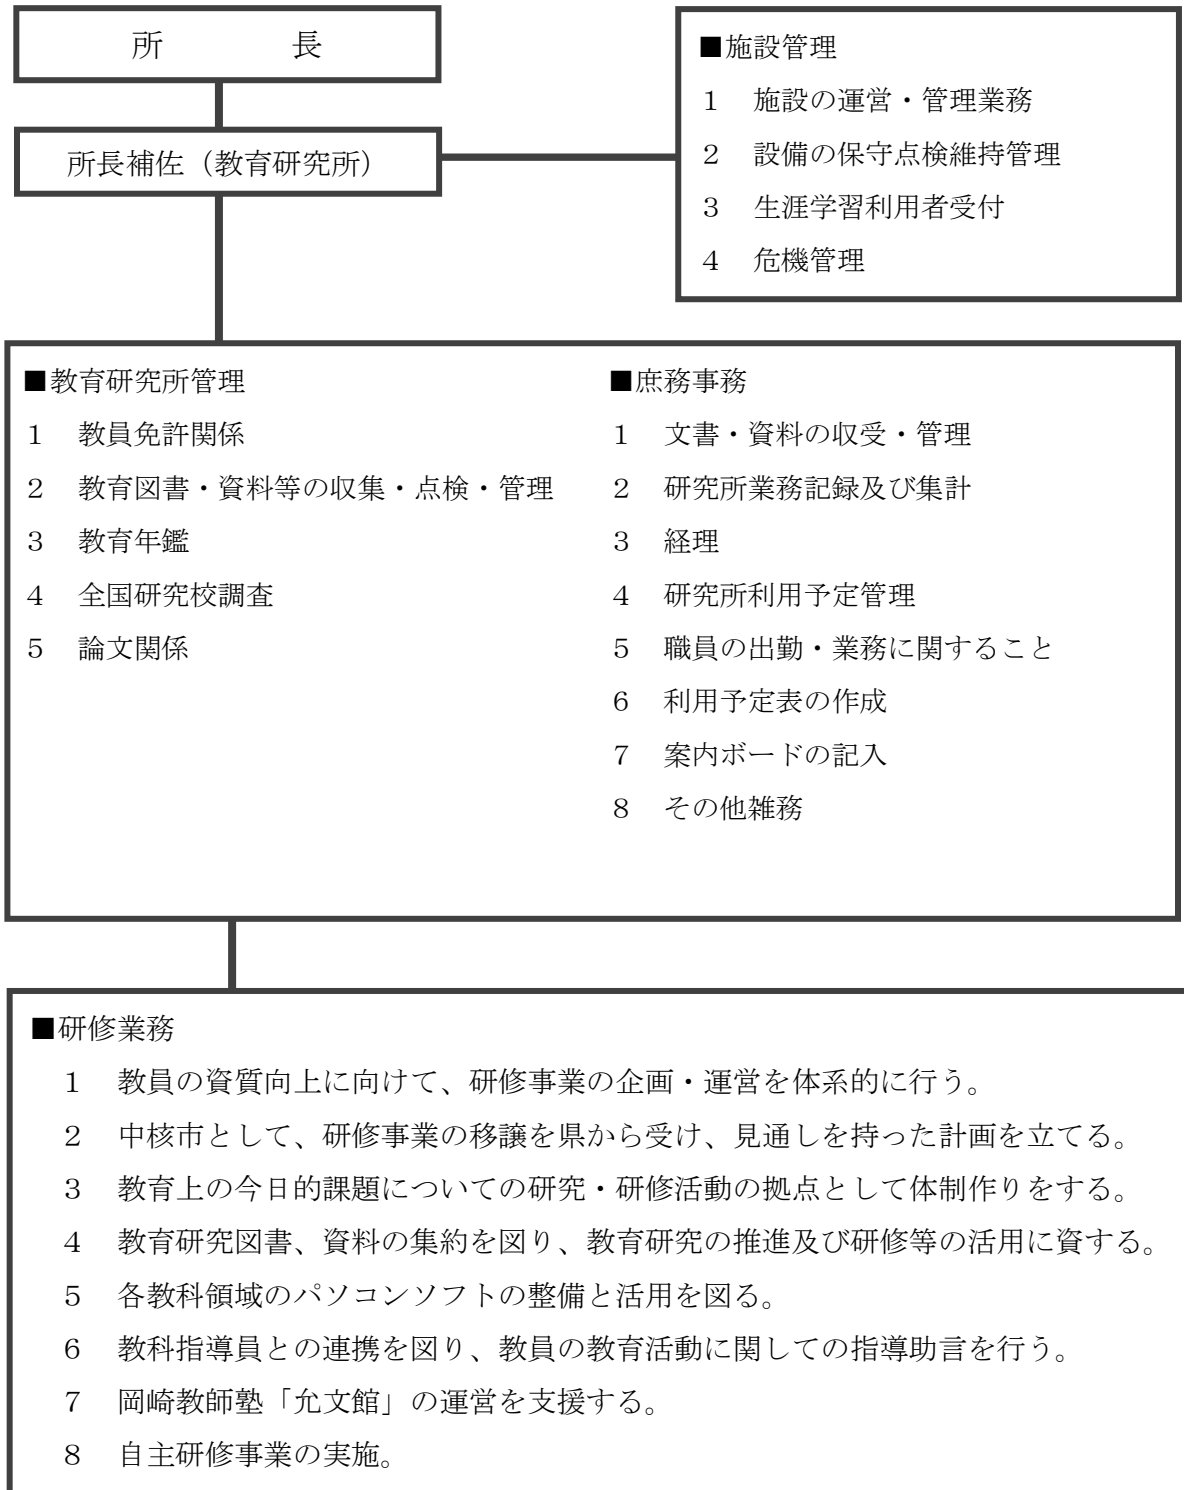 所　　　　長
■施設管理
１　施設の運営・管理業務
２　設備の保守点検維持管理
３　生涯学習利用者受付
４　危機管理
所長補佐（教育研究所）
■教育研究所管理
１　教員免許関係
２　教育図書・資料等の収集・点検・管理
３　教育年鑑
４　全国研究校調査
５　論文関係
■庶務事務
１　文書・資料の収受・管理
２　研究所業務記録及び集計
３　経理
４　研究所利用予定管理
５　職員の出勤・業務に関すること
６　利用予定表の作成
７　案内ボードの記入
８　その他雑務
■研修業務
１　教員の資質向上に向けて、研修事業の企画・運営を体系的に行う。
２　中核市として、研修事業の移譲を県から受け、見通しを持った計画を立てる。
３　教育上の今日的課題についての研究・研修活動の拠点として体制作りをする。
４　教育研究図書、資料の集約を図り、教育研究の推進及び研修等の活用に資する。
５　各教科領域のパソコンソフトの整備と活用を図る。
６　教科指導員との連携を図り、教員の教育活動に関しての指導助言を行う。
７　岡崎教師塾「允文館」の運営を支援する。
８　自主研修事業の実施。